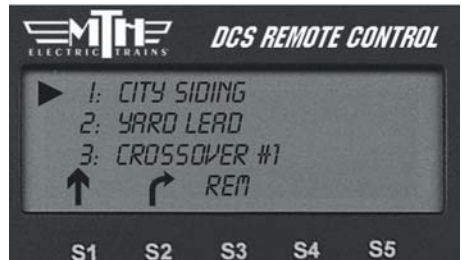 MTH
ELECTRIC TRAINS
DCS REMOTE CONTROL
1: CITY SIDING
2: YARD LEAD
3: CROSSOVER #1
REM
S1 S2 S3 S4 S5